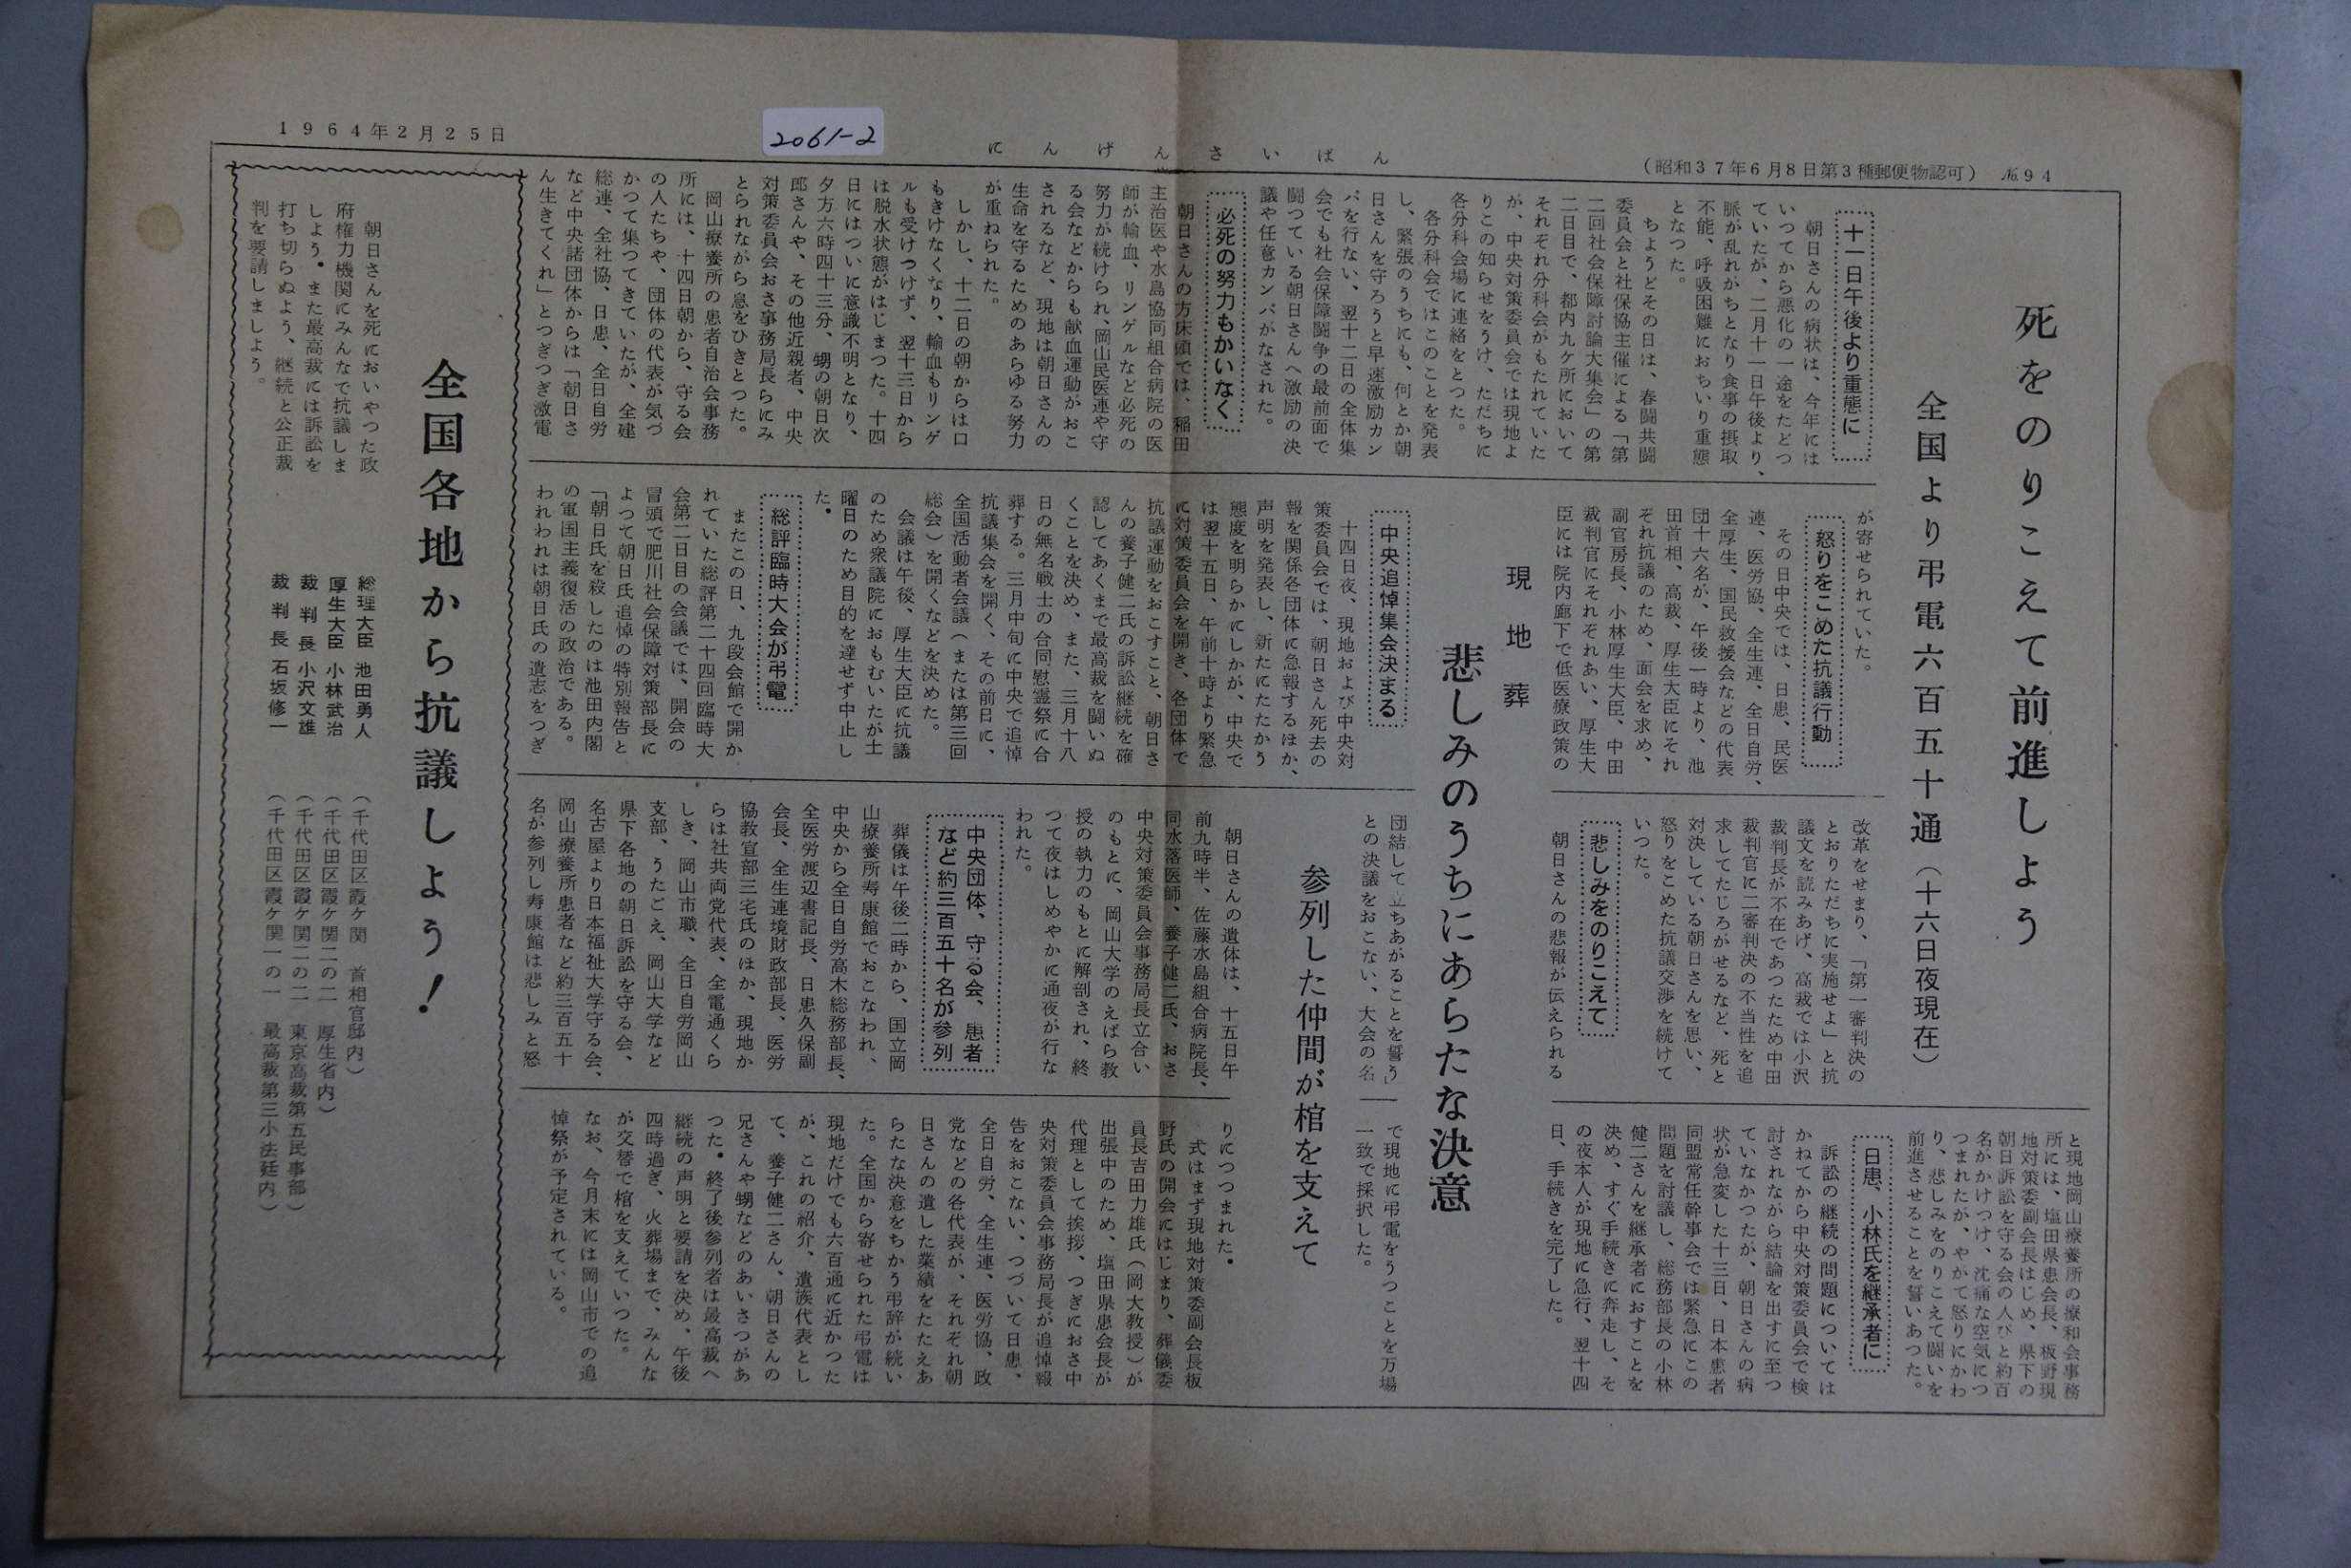 1964年2月25日
2061-2
にんげんさいばん
(昭和37年6月8日第3種郵便物認可) №94
死をのりこえて前進しよう
全国より弔電六百五十通(十六日夜現在)
十一日午後より重態に
朝日さんの病状は、今年には
いつてから悪化の一途をたどつ
ていたが、二月十一日午後より、
脈が乱れがちとなり食事の摂取
不能、呼吸困難におちいり重態
となつた。
ちようどその日は、春闘共闘
委員会と社保協主催による「第
二回社会保障討論大集会」の第
二日目で、都内九ケ所において
それぞれ分科会がもたれていた
が、中央対策委員会では現地よ
りこの知らせをうけ、ただちに
各分科会場に連絡をとつた。
各分科会ではこのことを発表
し、緊張のうちにも、何とか朝
日さんを守ろうと早速激励カン
パを行ない、翌十二日の全体集
会でも社会保障闘争の最前面で
闘つている朝日さんへ激励の決
議や任意カンパがなされた。
必死の努力もかいなく
朝日さんの方床頭では、稲田
主治医や水島協同組合病院の医
師が輸血、リンゲルなど必死の
努力が続けられ、岡山民医連や守
る会などからも献血運動がおこ
されるなど、現地は朝日さんの
生命を守るためのあらゆる努力
が重ねられた。
しかし、十二日の朝からは口
もきけなくなり、輸血もリンゲ
ルも受けつけず、翌十三日から
は脱水状態がはじまつた。十四
日にはついに意識不明となり、
夕方六時四十三分、甥の朝日次
郎さんや、その他近親者、中央
対策委員会おさ事務局長らにみ
とられながら息をひきとつた。
岡山療養所の患者自治会事務
所には、十四日朝から、守る会
の人たちや、団体の代表が気づ
かつて集つてきていたが、全建
総連、全社協、日患、全日自労
など中央諸団体からは「朝日さ
ん生きてくれ」とつぎつぎ激電
が寄せられていた。
怒りをこめた抗議行動
その日中央では、日患、民医
連、医労協、全生連、全日自労、
全厚生、国民救援会などの代表
団十六名が、午後一時より、池
田首相、高裁、厚生大臣にそれ
それ抗議のため、面会を求め、
副官房長、小林厚生大臣、中田
裁判官にそれぞれあい、厚生大
臣には院内廊下で低医療政策の
改革をせまり、「第一審判決の
とおりただちに実施せよ」と抗
議文を読みあげ、高裁では小沢
裁判長が不在であつたため中田
裁判官に二審判決の不当性を追
求してたじろがせるなど、死と
対決している朝日さんを思い、
怒りをこめた抗議交渉を続けて
いつた。
悲しみをのりこえて
朝日さんの悲報が伝えられる
と現地岡山療養所の療和会事務
所には、塩田県患会長、板野現
地対策委副会長はじめ、県下の
朝日訴訟を守る会の人びと約百
名がかけつけ、沈痛な空気につ
つまれたが、やがて怒りにかわ
り、悲しみをのりこえて闘いを
前進させることを誓いあつた。
日患、小林氏を継承者に
訴訟の継続の問題については
かねてから中央対策委員会で検
討されながら結論を出すに至つ
ていなかつたが、朝日さんの病
状が急変した十三日、日本患者
同盟常任幹事会では緊急にこの
問題を討議し、総務部長の小林
健二さんを継承者におすことを
決め、すぐ手続きに奔走し、そ
の夜本人が現地に急行、翌十四
日、手続きを完了した。
現地葬
悲しみのうちにあらたな決意
参列した仲間が棺を支えて
中央追悼集会決まる
十四日夜、現地および中央対
策委員会では、朝日さん死去の
報を関係各団体に急報するほか、
声明を発表し、新たにたたかう
態度を明らかにしかが、中央で
は翌十五日、午前十時より緊急
に対策委員会を開き、各団体で
抗議運動をおこすこと、朝日さ
んの養子健二氏の訴訟継続を確
認してあくまで最高裁を闘いぬ
くことを決め、また、三月十八
日の無名戦士の合同慰霊祭に合
葬する。三月中旬に中央で追悼
抗議集会を開く、その前日に、
全国活動者会議(または第三回
総会)を開くなどを決めた。
会議は午後、厚生大臣に抗議
のため衆議院におもむいたが土
曜日のため目的を達せず中止し
た。
総評臨時大会が弔電
またこの日、九段会館で開か
れていた総評第二十四回臨時大
会第二日目の会議では、開会の
冒頭で肥川社会保障対策部長に
よつて朝日氏追悼の特別報告と
「朝日氏を殺したのは池田内閣
の軍国主義復活の政治である。
われわれは朝日氏の遺志をつぎ
団結して立ちあがることを誓う」
との決議をおこない、大会の名
で現地に弔電をうつことを万場
一致で採択した。
朝日さんの遺体は、十五日午
前九時半、佐藤水島組合病院長、
同水落医師、養子健二氏、おさ
中央対策委員会事務局長立合い
のもとに、岡山大学のえばら教
授の執力のもとに解剖され、終
つて夜はしめやかに通夜が行な
われた。
中央団体、守る会、患者
など約三百五十名が参列
葬儀は午後二時から、国立岡
山療養所寿康館でおこなわれ、
中央から全日自労高木総務部長、
全医労渡辺書記長、日患久保副
会長、全生連境財政部長、医労
協教宣部三宅氏のほか、現地か
らは社共両党代表、全電通くら
しき、岡山市職、全日自労岡山
支部、うたごえ、岡山大学など
県下各地の朝日訴訟を守る会、
名古屋より日本福祉大学守る会、
岡山療養所患者など約三百五十
名が参列し寿康館は悲しみと怒
りにつつまれた。
式はまず現地対策委副会長板
野氏の開会にはじまり、葬儀委
員長吉田力雄氏(岡大教授)が
出張中のため、塩田県患会長が
代理として挨拶、つぎにおさ中
央対策委員会事務局長が追悼報
告をおこない、つづいて日患、
全日自労、全生連、医労協、政
党などの各代表が、それぞれ朝
日さんの遺した業績をたたえあ
らたな決意をちかう弔辞が続い
た。全国から寄せられた弔電は
現地だけでも六百通に近かつた
が、これの紹介、遺族代表とし
て、養子健二さん、朝日さんの
兄さんや甥などのあいさつがあ
つた。終了後参列者は最高裁へ
継続の声明と要請を決め、午後
四時過ぎ、火葬場まで、みんな
が交替で棺を支えていつた。
なお、今月末には岡山市での追
悼祭が予定されている。
全国各地から抗議しよう!
朝日さんを死においやつた政
府権力機関にみんなで抗議しま
しよう。また最高裁には訴訟を
打ち切らぬよう、継続と公正裁
判を要請しましよう。
総理大臣 池田勇人 (千代田区霞ケ関 首相官邸内)
厚生大臣 小林武治 (千代田区霞ケ関二の二 厚生省内)
裁判長 小沢文雄 (千代田区霞ケ関二の二 東京高裁第五民事部)
裁判長 石坂修一 (千代田区霞ケ関一の一 最高裁第三小法廷内)